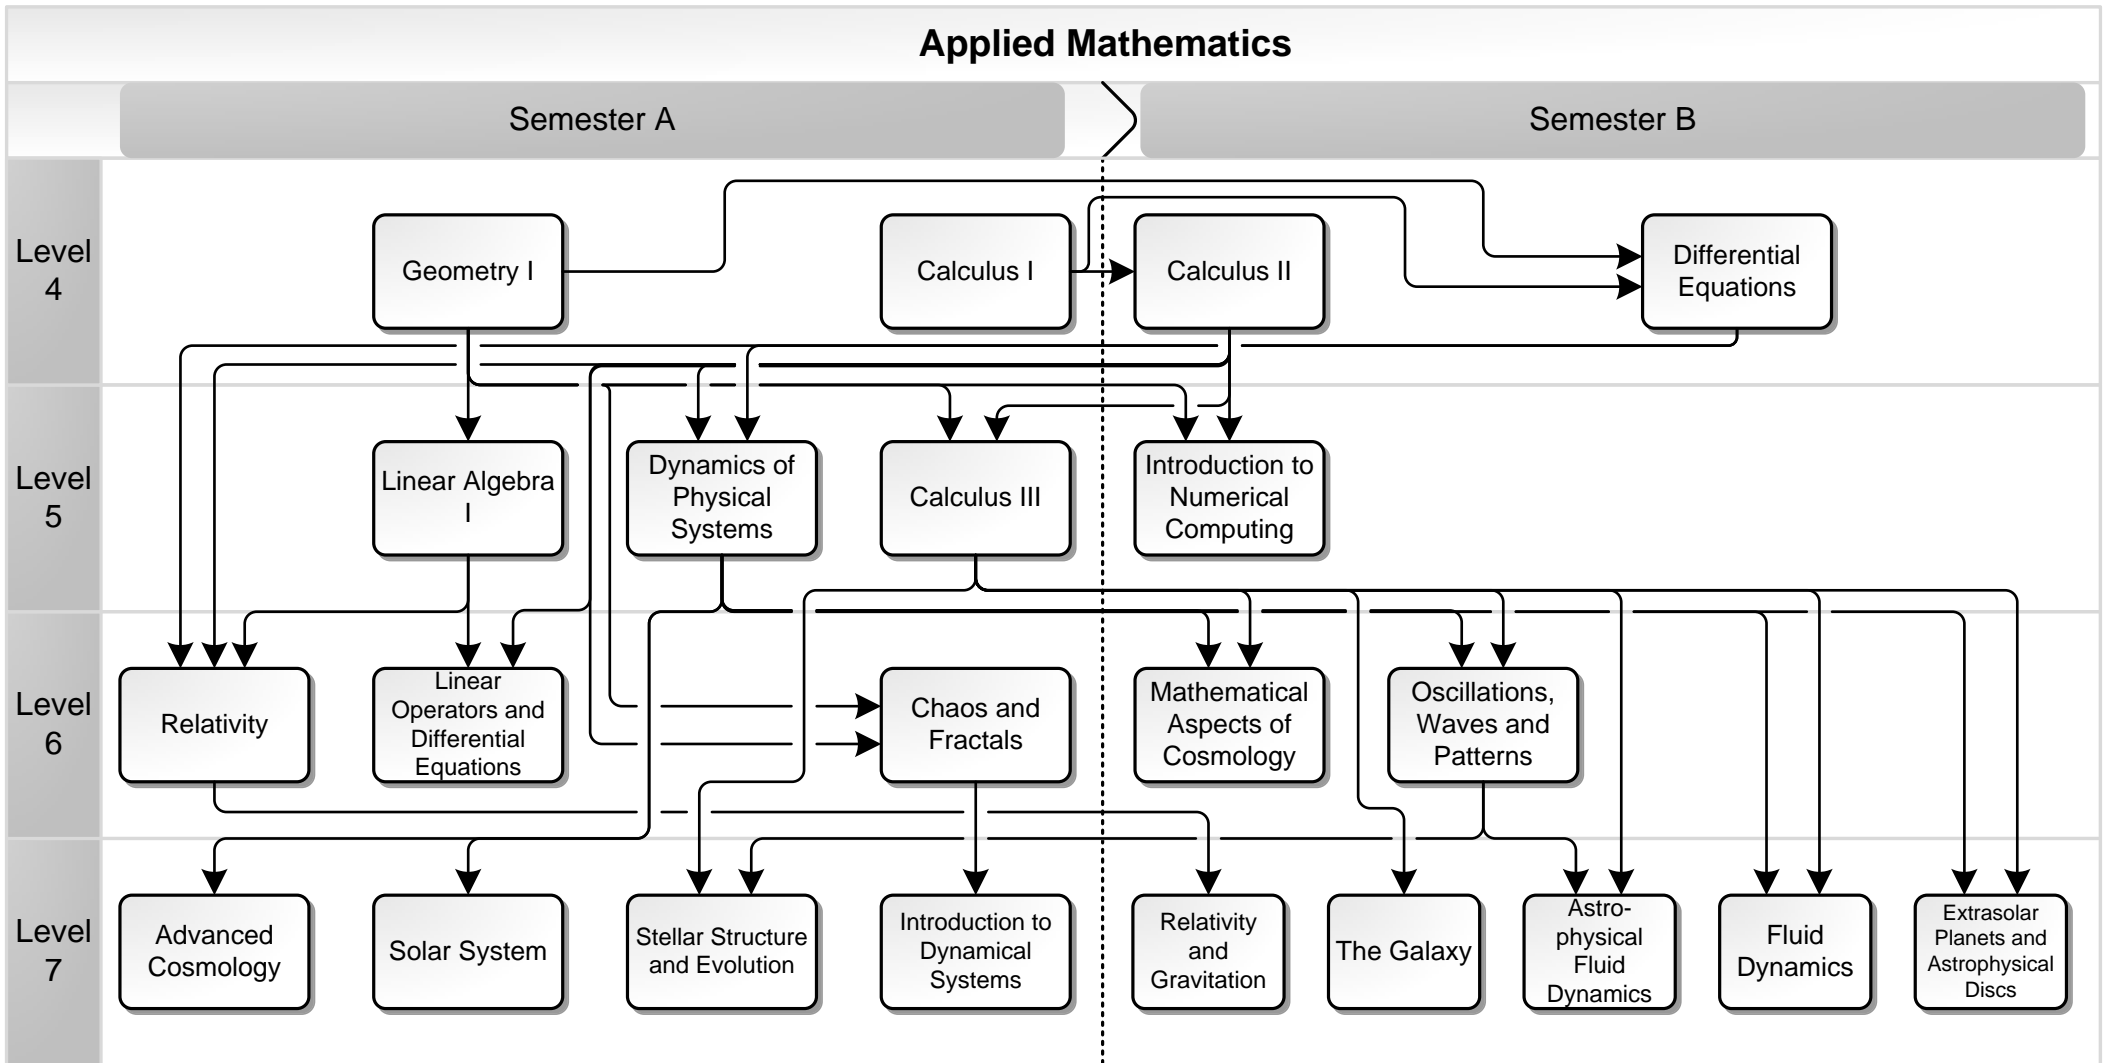 Applied Mathematics
Semester A
Semester B
Level
4
Geometry I
Calculus I
Calculus II
Differential
Equations
Level
5
Linear Algebra
I
Dynamics of
Physical
Systems
Calculus III
Introduction to
Numerical
Computing
Level
6
Relativity
Linear
Operators and
Differential
Equations
Chaos and
Fractals
Mathematical
Aspects of
Cosmology
Oscillations,
Waves and
Patterns
Level
7
Advanced
Cosmology
Solar System
Stellar Structure
and Evolution
Introduction to
Dynamical
Systems
Relativity
and
Gravitation
The Galaxy
Astro-
physical
Fluid
Dynamics
Fluid
Dynamics
Extrasolar
Planets and
Astrophysical
Discs